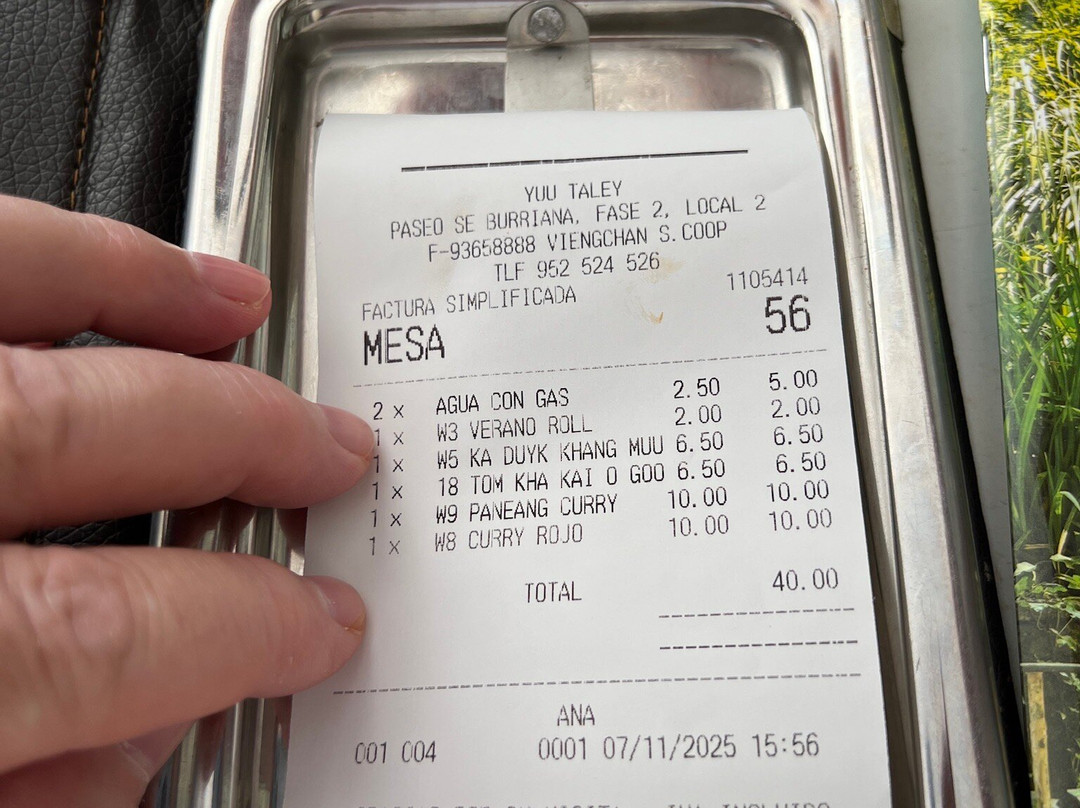 YUU TALEY
PASEO SE BURRIANA, FASE 2, LOCAL 2
F-93658888 VIENGCHAN S.COOP
TLF 952 524 526
FACTURA SIMPLIFICADA 1105414
MESA 56
2 x AGUA CON GAS 2.50 5.00
1 x W3 VERANO ROLL 2.00 2.00
1 x W5 KA DUYK KHANG MUU 6.50 6.50
1 x 18 TOM KHA KAI O GOO 6.50 6.50
1 x W9 PANEANG CURRY 10.00 10.00
1 x W8 CURRY ROJO 10.00 10.00
TOTAL 40.00
ANA
001 004 0001 07/11/2025 15:56